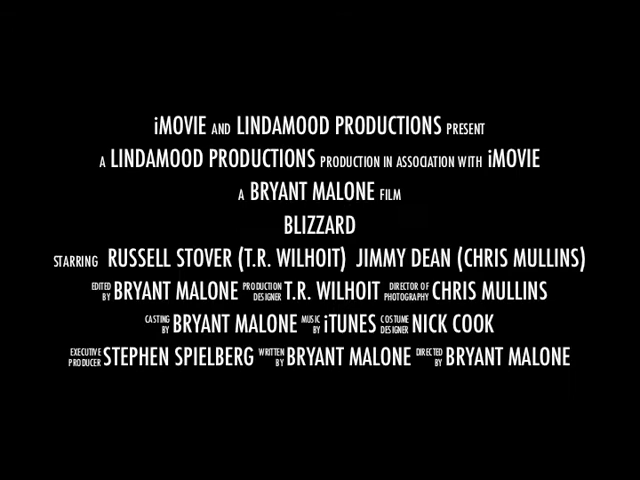 iMOVIE AND LINDAMOOD PRODUCTIONS PRESENT
A LINDAMOOD PRODUCTIONS PRODUCTION IN ASSOCIATION WITH iMOVIE
A BRYANT MALONE FILM
BLIZZARD
STARRING RUSSELL STOVER (T.R. WILHOIT) JIMMY DEAN (CHRIS MULLINS)
EDITED BY BRYANT MALONE PRODUCTION DESIGNER T.R. WILHOIT DIRECTOR OF PHOTOGRAPHY CHRIS MULLINS
CASTING BY BRYANT MALONE MUSIC BY iTUNES COSTUME DESIGNER NICK COOK
EXECUTIVE PRODUCER STEPHEN SPIELBERG WRITTEN BY BRYANT MALONE DIRECTED BY BRYANT MALONE